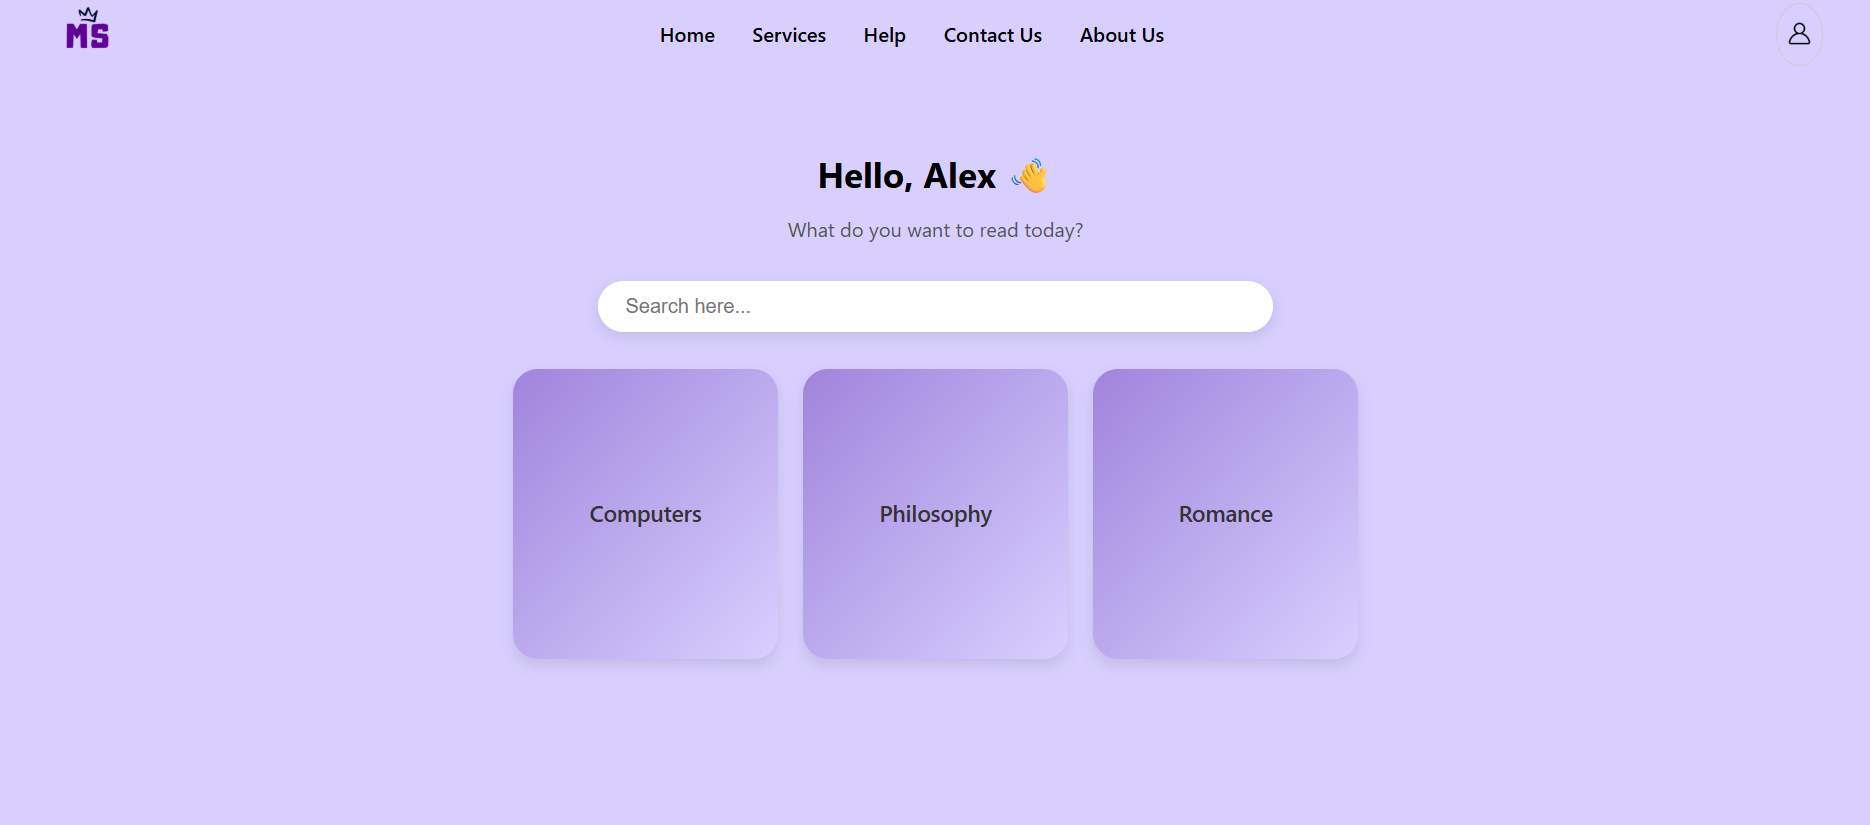 MS
Home Services Help Contact Us About Us
Hello, Alex 👋
What do you want to read today?
Search here...
Computers Philosophy Romance